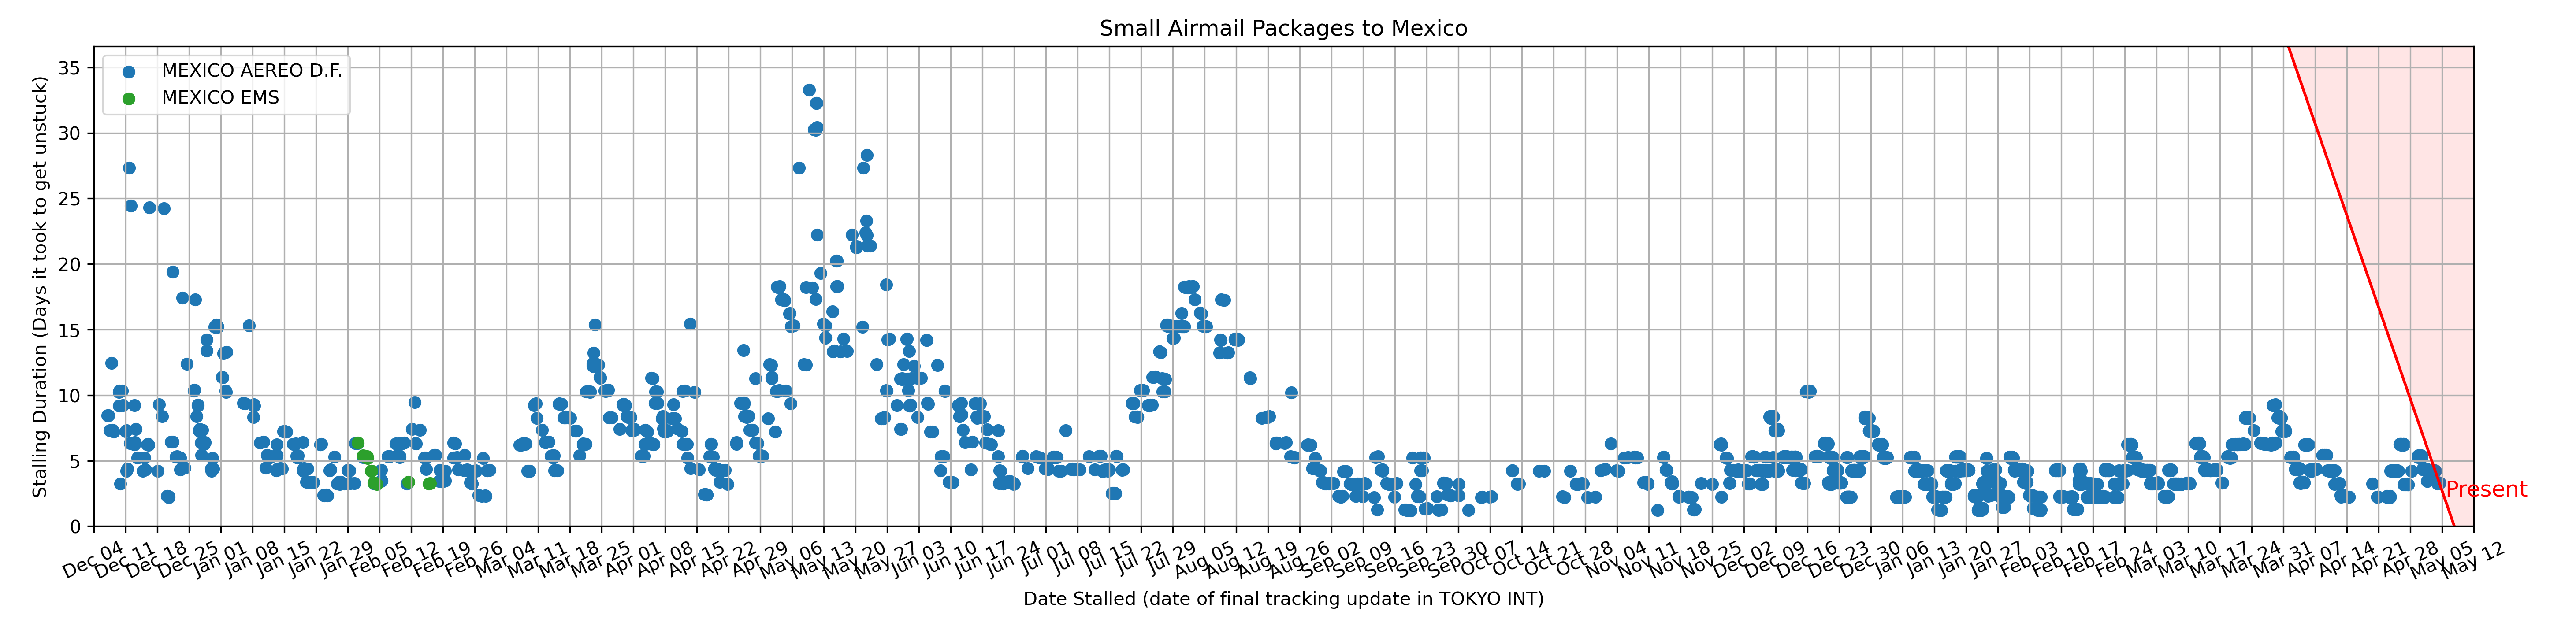 Small Airmail Packages to Mexico
MEXICO AEREO D.F.
MEXICO EMS
Stalling Duration (Days it took to get unstuck)
35
30
25
20
15
10
5
0
Present
Dec 04
Dec 11
Dec 18
Dec 25
Jan 01
Jan 08
Jan 15
Jan 22
Jan 29
Feb 05
Feb 12
Feb 19
Feb 26
Mar 04
Mar 11
Mar 18
Mar 25
Apr 01
Apr 08
Apr 15
Apr 22
Apr 29
May 06
May 13
May 20
May 27
Jun 03
Jun 10
Jun 17
Jun 24
Jul 01
Jul 08
Jul 15
Jul 22
Jul 29
Aug 05
Aug 12
Aug 19
Aug 26
Sep 02
Sep 09
Sep 16
Sep 23
Sep 30
Oct 07
Oct 14
Oct 21
Oct 28
Nov 04
Nov 11
Nov 18
Nov 25
Dec 02
Dec 09
Dec 16
Dec 23
Dec 30
Jan 06
Jan 13
Jan 20
Jan 27
Feb 03
Feb 10
Feb 17
Feb 24
Mar 03
Mar 10
Mar 17
Mar 24
Mar 31
Apr 07
Apr 14
Apr 21
Apr 28
May 05
May 12
Date Stalled (date of final tracking update in TOKYO INT)